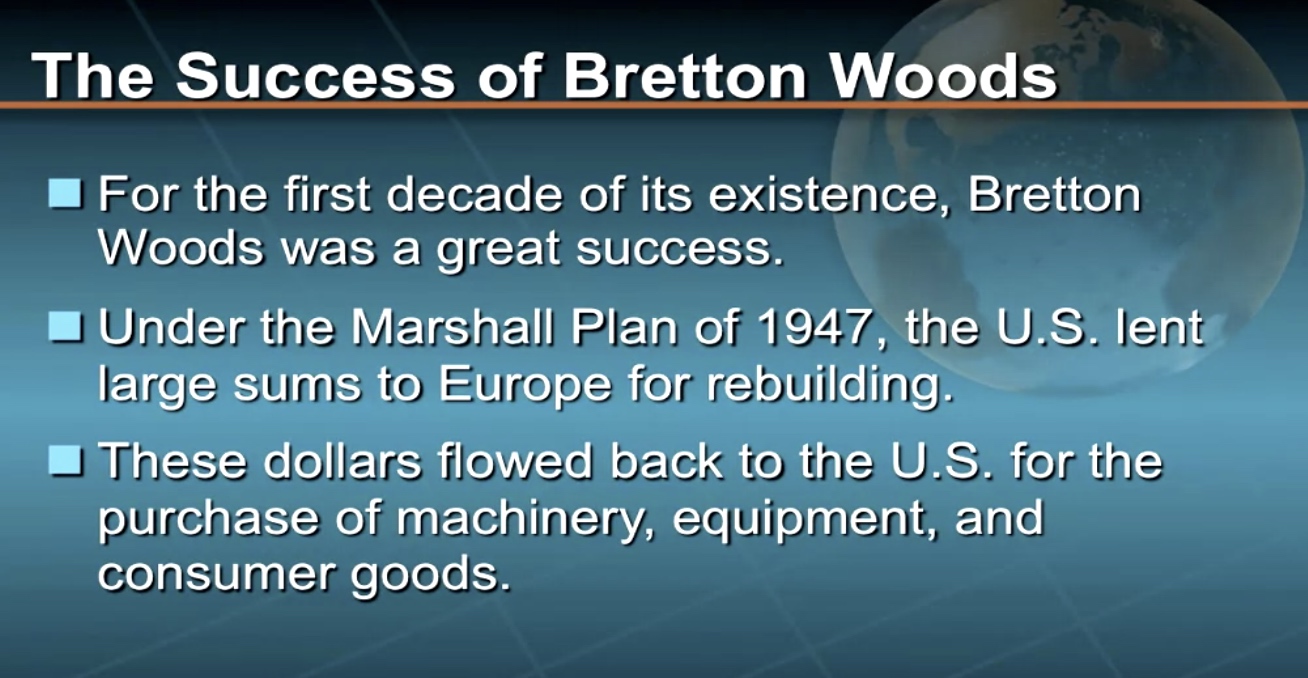 The Success of Bretton Woods
For the first decade of its existence, Bretton
Woods was a great success.
Under the Marshall Plan of 1947, the U.S. lent
large sums to Europe for rebuilding.
These dollars flowed back to the U.S. for the
purchase of machinery, equipment, and
consumer goods.